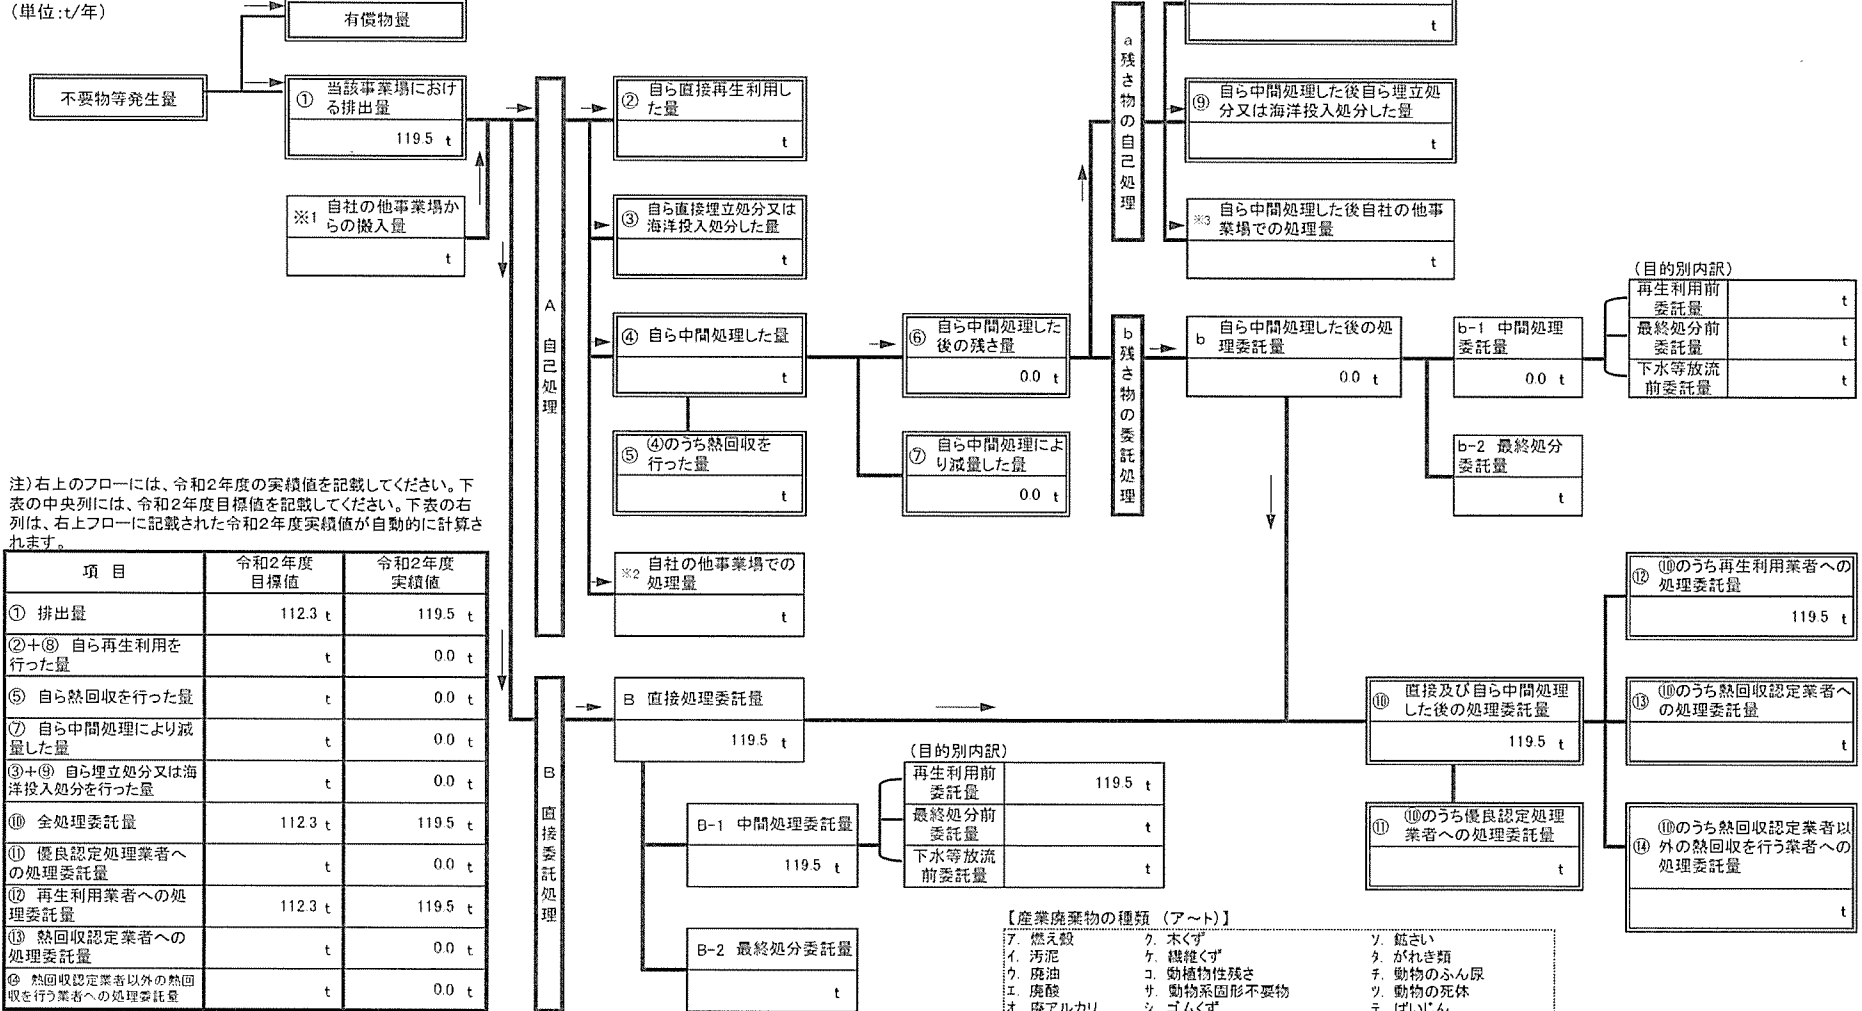 (単位:t/年)
有償物量
不要物等発生量
① 当該事業場におけ
る排出量
119.5 t
※1 自社の他事業場か
らの搬入量
t
A 自己処理
② 自ら直接再生利用し
た量
t
③ 自ら直接埋立処分又は
海洋投入処分した量
t
④ 自ら中間処理した量
t
⑤ ④のうち熱回収を
行った量
t
※2 自社の他事業場での
処理量
t
⑥ 自ら中間処理した
後の残さ量
0.0 t
⑦ 自ら中間処理によ
り減量した量
0.0 t
a 残さ物の自己処理
t
⑨ 自ら中間処理した後自ら埋立処
分又は海洋投入処分した量
t
※3 自ら中間処理した後自社の他事
業場での処理量
t
b 残さ物の委託処理
b 自ら中間処理した後の処
理委託量
0.0 t
b-1 中間処理
委託量
0.0 t
b-2 最終処分
委託量
t
(目的別内訳)
再生利用前
委託量
t
最終処分前
委託量
t
下水等放流
前委託量
t
注)右上のフローには、令和2年度の実績値を記載してください。下
表の中央列には、令和2年度目標値を記載してください。下表の右
列は、右上フローに記載された令和2年度実績値が自動的に計算さ
れます。
項 目
令和2年度
目標値
令和2年度
実績値
① 排出量 112.3 t 119.5 t
②+⑧ 自ら再生利用を
行った量
t 0.0 t
⑤ 自ら熱回収を行った量 t 0.0 t
⑦ 自ら中間処理により減
量した量
t 0.0 t
③+⑨ 自ら埋立処分又は海
洋投入処分を行った量
t 0.0 t
⑩ 全処理委託量 112.3 t 119.5 t
⑪ 優良認定処理業者へ
の処理委託量
t 0.0 t
⑫ 再生利用業者への処
理委託量
112.3 t 119.5 t
⑬ 熱回収認定業者への
処理委託量
t 0.0 t
⑭ 熱回収認定業者以外の熱回
収を行う業者への処理委託量
t 0.0 t
B 直接委託処理
B 直接処理委託量
119.5 t
B-1 中間処理委託量
119.5 t
B-2 最終処分委託量
t
(目的別内訳)
再生利用前
委託量
119.5 t
最終処分前
委託量
t
下水等放流
前委託量
t
⑩ 直接及び自ら中間処理
した後の処理委託量
119.5 t
⑪ ⑩のうち優良認定処理
業者への処理委託量
t
⑫ ⑩のうち再生利用業者への
処理委託量
119.5 t
⑬ ⑩のうち熱回収認定業者へ
の処理委託量
t
⑭ ⑩のうち熱回収認定業者以
外の熱回収を行う業者への
処理委託量
t
【産業廃棄物の種類 (ア~ト)】
ア. 燃え殻 ク. 木くず ソ. 鉱さい
イ. 汚泥 ケ. 繊維くず タ. がれき類
ウ. 廃油 コ. 動植物性残さ チ. 動物のふん尿
エ. 廃酸 サ. 動物系固形不要物 ツ. 動物の死体
オ. 廃アルカリ シ. ゴムくず テ. ばいじん